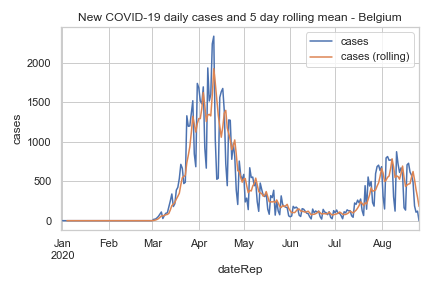 New COVID-19 daily cases and 5 day rolling mean - Belgium
cases
cases (rolling)
2000
1500
1000
500
0
cases
Jan Feb Mar Apr May Jun Jul Aug
2020
dateRep